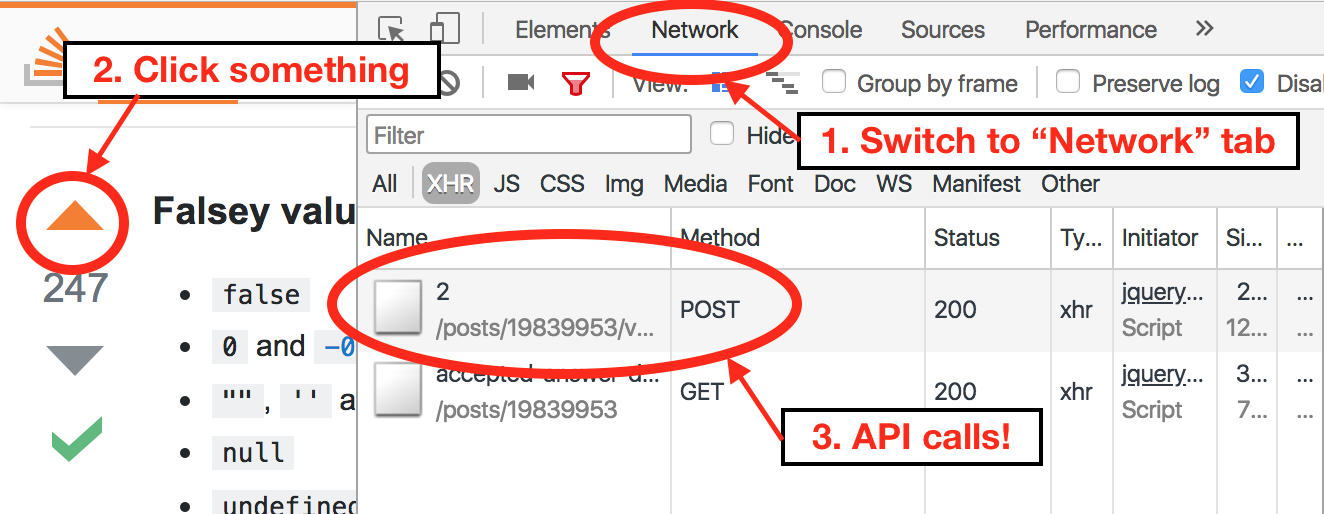 Elements Network Console Sources Performance »
2. Click something
View: Group by frame Preserve log
Filter Hide
1. Switch to “Network” tab
All XHR JS CSS Img Media Font Doc WS Manifest Other
Falsey valu
Name Method Status Ty... Initiator Si... ...
247
2 POST 200 xhr jquery... 2... ...
/posts/19839953/v... Script 12... ...
false
0 and -0
"" , '' a
null
undefined
accepted-answer-d... GET 200 xhr jquery... 3... ...
/posts/19839953 Script 7... ...
3. API calls!